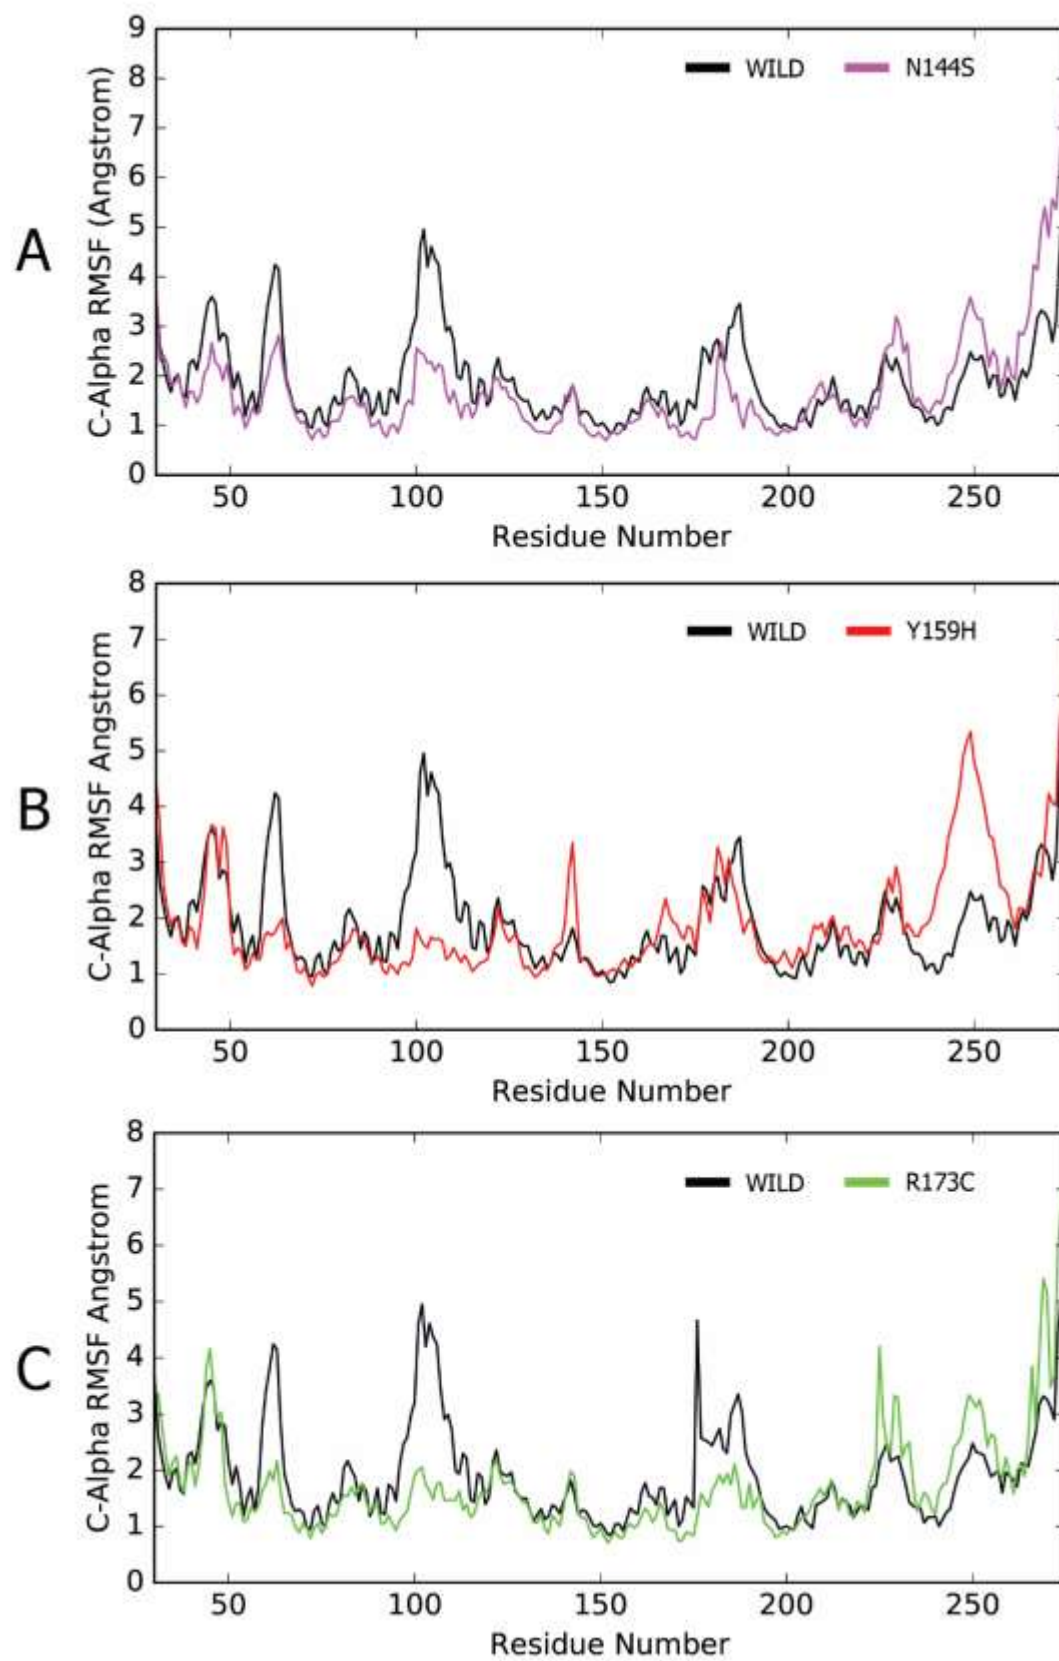 A
C-Alpha RMSF (Angstrom)
9
8
7
6
5
4
3
2
1
0
WILD N144S
50 100 150 200 250
Residue Number
B
C-Alpha RMSF Angstrom
8
7
6
5
4
3
2
1
0
WILD Y159H
50 100 150 200 250
Residue Number
C
C-Alpha RMSF Angstrom
8
7
6
5
4
3
2
1
0
WILD R173C
50 100 150 200 250
Residue Number